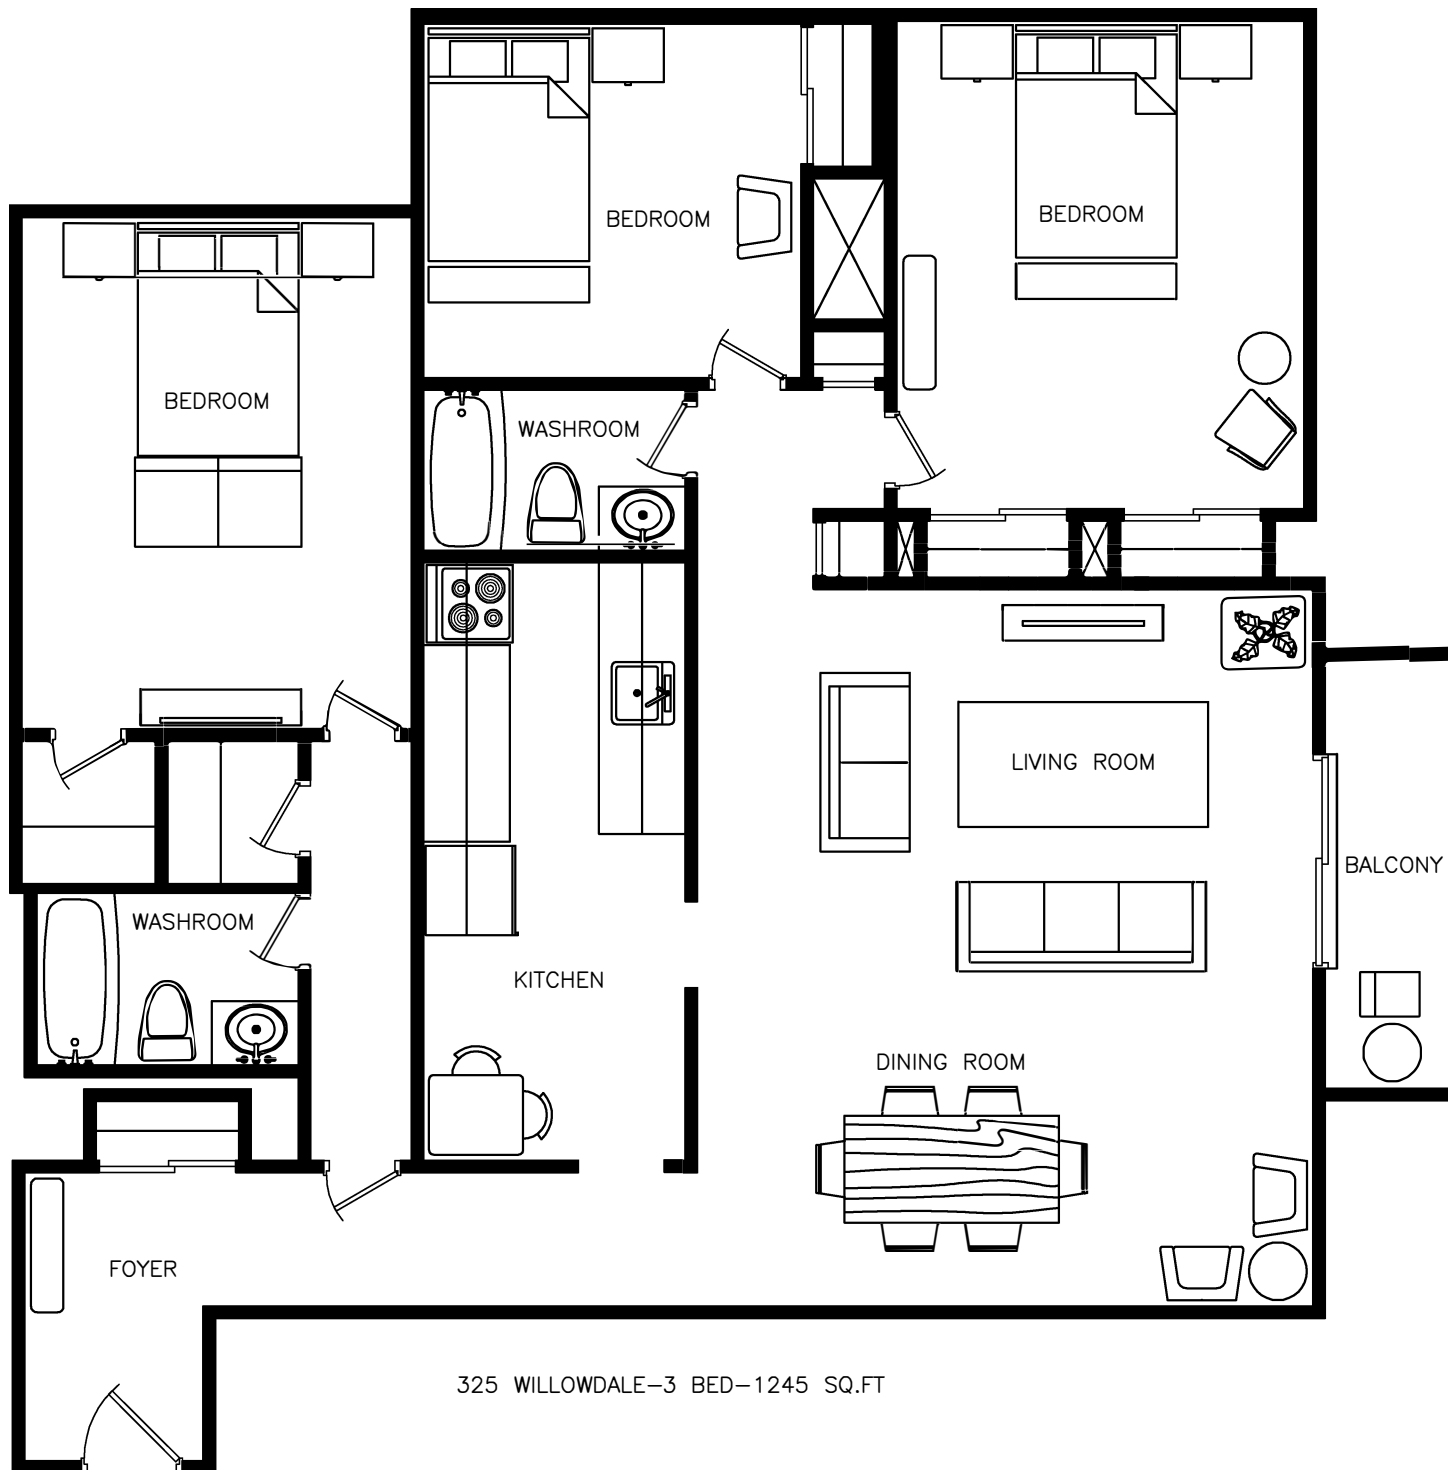 BEDROOM
BEDROOM
BEDROOM
WASHROOM
LIVING ROOM
BALCONY
WASHROOM
KITCHEN
DINING ROOM
FOYER
325 WILLOWDALE-3 BED-1245 SQ.FT